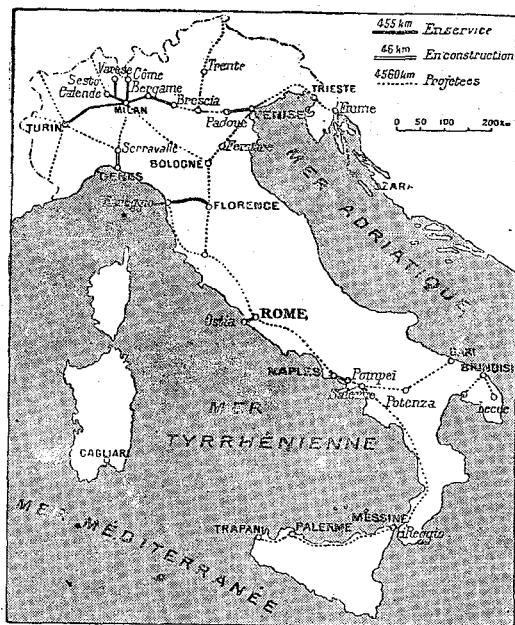 455 km En service
46 km En construction
4560 km Projetées
0 50 100 200 km
Varèse Côme
Sesto Bergame
Calende
Trente
MILAN
Brescia
TRIESTE
Fiume
TURIN
Padoue
VENISE
Serravalle
Ferrare
BOLOGNE
GÊNES
ZARA
Viareggio
FLORENCE
MER ADRIATIQUE
Ostia
ROME
NAPLES
Pompei
BARI
BRINDISI
Salerne
Potenza
Lecce
MER
TYRRHÉNIENNE
CAGLIARI
MESSINE
TRAPANI
PALERME
Reggio
MER MÉDITERRANÉE